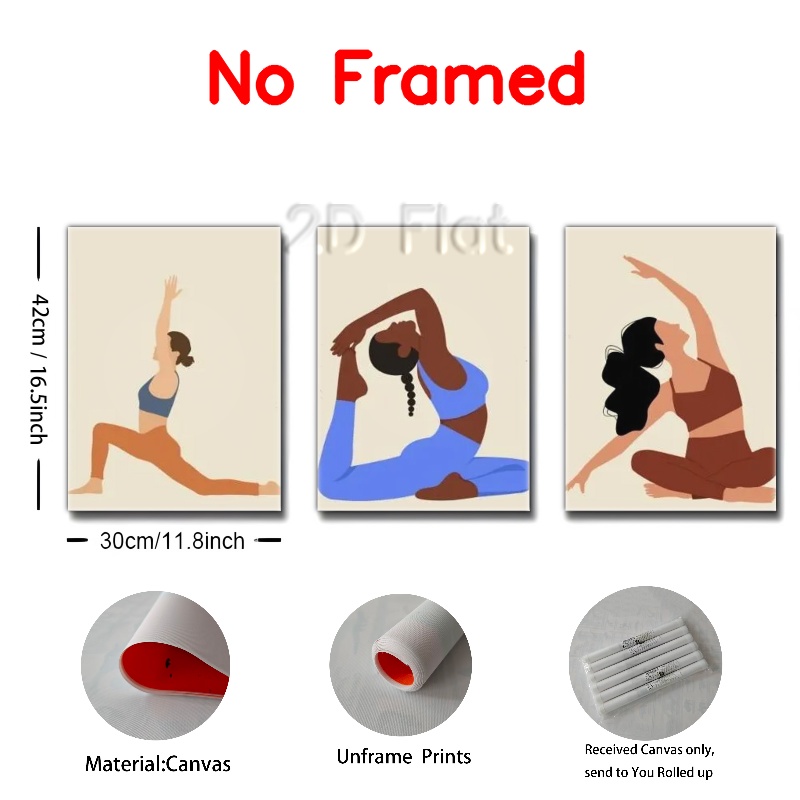 No Framed
2.D Flat
42cm / 16.5inch
30cm/11.8inch
Material:Canvas
Unframe Prints
Received Canvas only,
send to You Rolled up